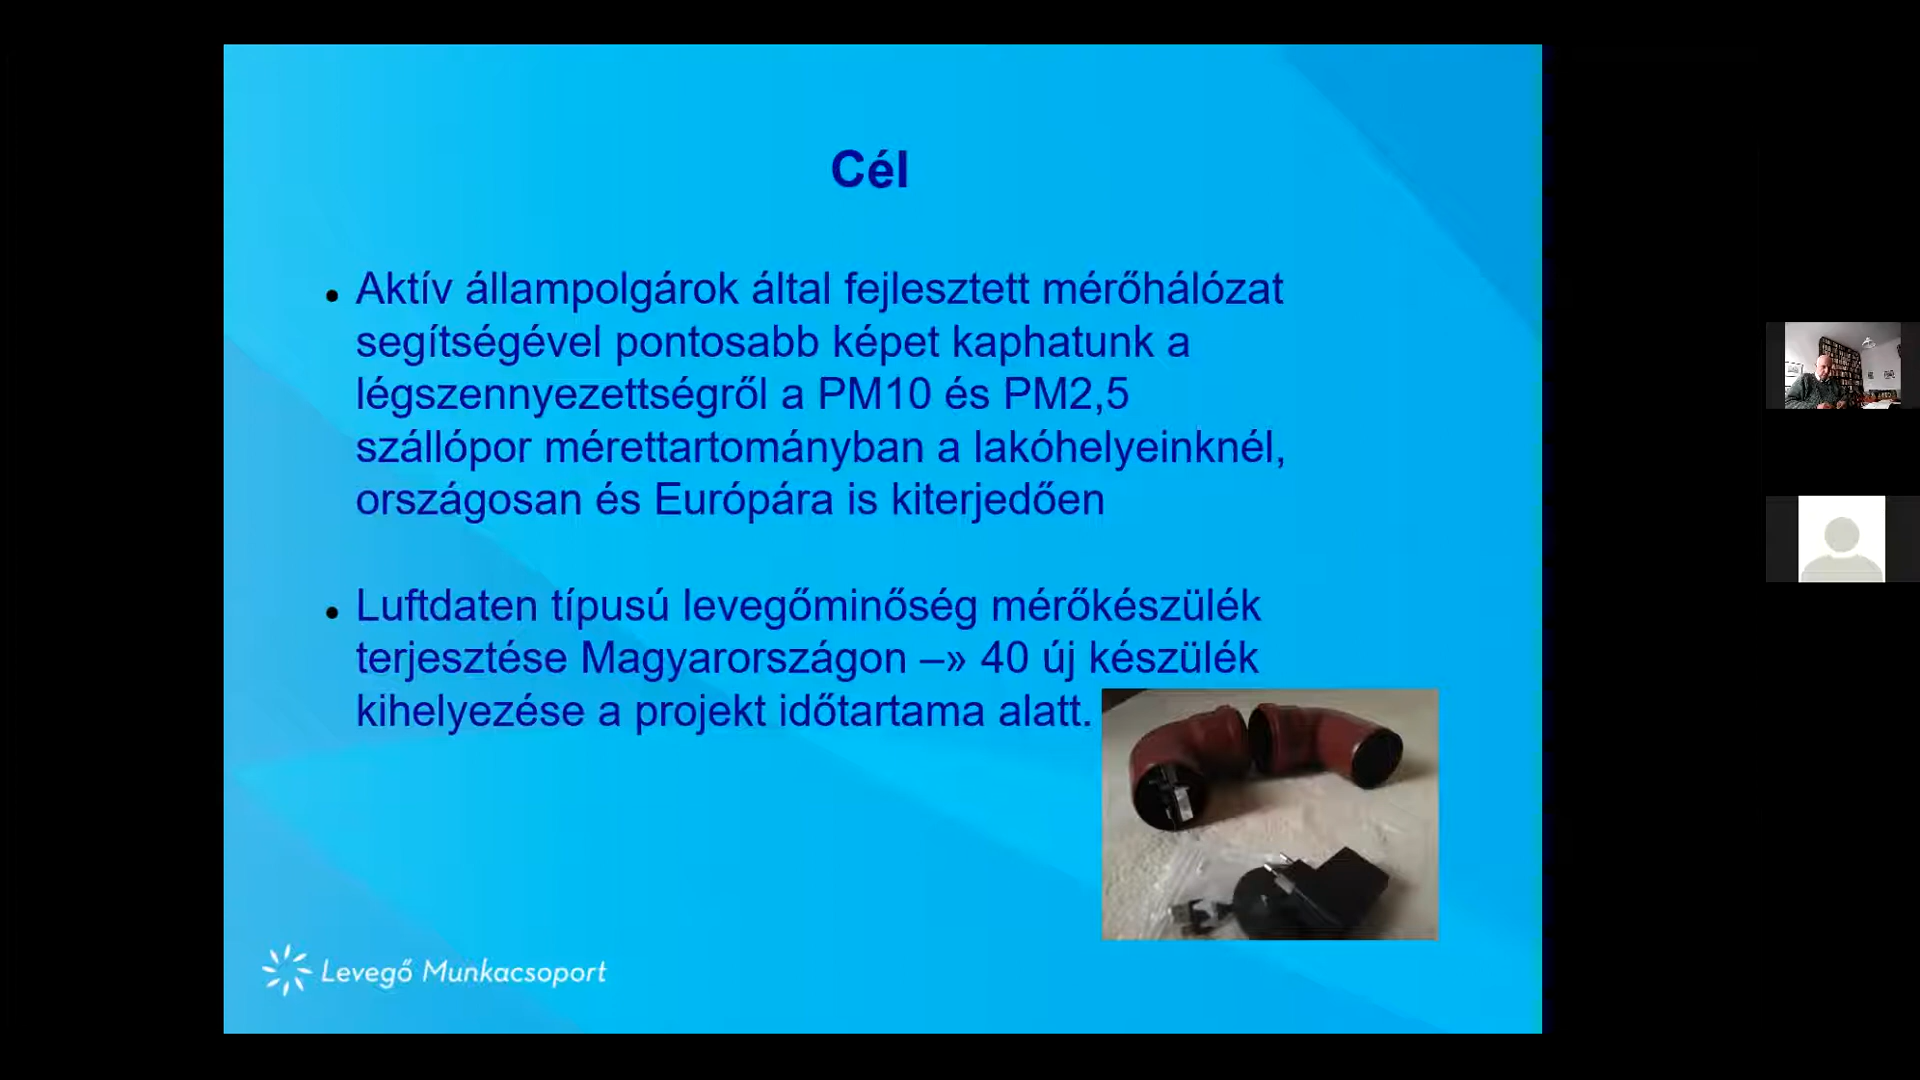 Cél
• Aktív állampolgárok által fejlesztett mérőhálózat
segítségével pontosabb képet kaphatunk a
légszennyezettségről a PM10 és PM2,5
szállópor mérettartományban a lakóhelyeinknél,
országosan és Európára is kiterjedően
• Luftdaten típusú levegőminőség mérőkészülék
terjesztése Magyarországon –» 40 új készülék
kihelyezése a projekt időtartama alatt.
Levegő Munkacsoport